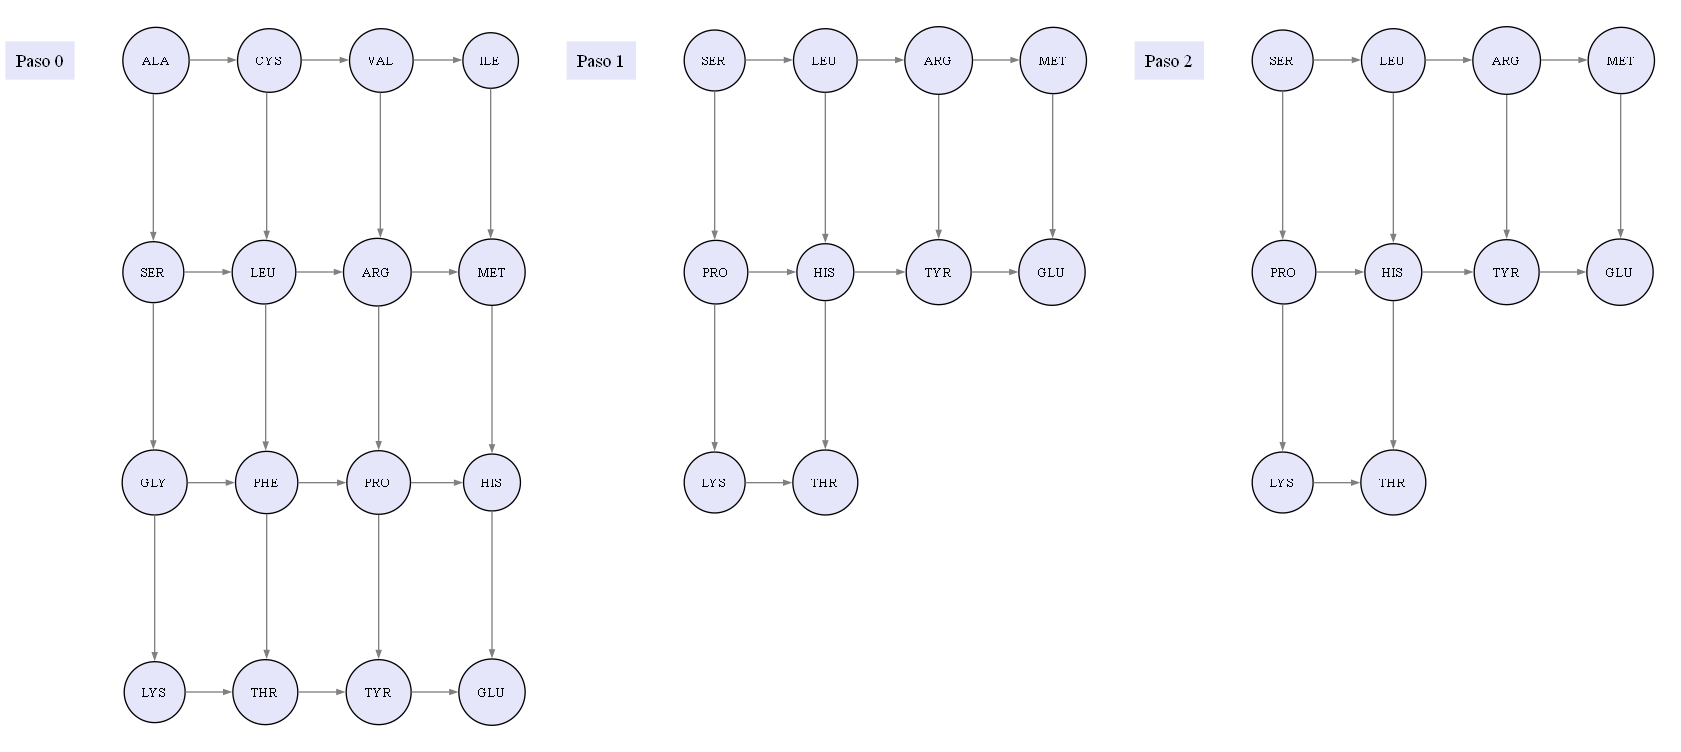 Paso 0
ALA CYS VAL ILE
SER LEU ARG MET
GLY PHE PRO HIS
LYS THR TYR GLU
Paso 1
SER LEU ARG MET
PRO HIS TYR GLU
LYS THR
Paso 2
SER LEU ARG MET
PRO HIS TYR GLU
LYS THR